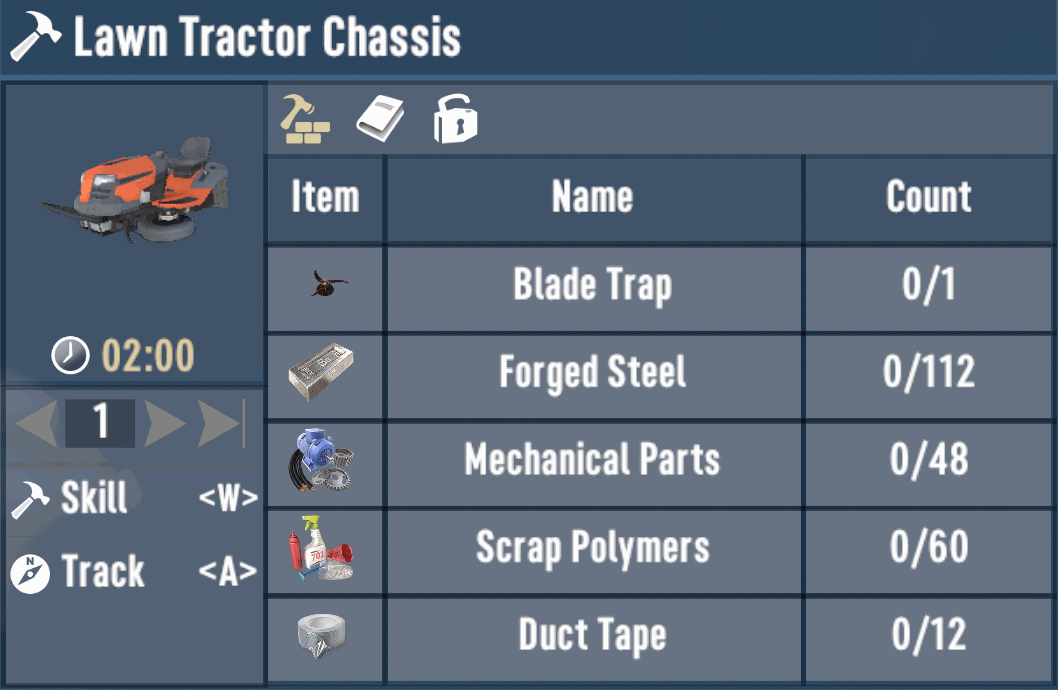 Lawn Tractor Chassis
Item Name Count
Blade Trap 0/1
Forged Steel 0/112
Mechanical Parts 0/48
Scrap Polymers 0/60
Duct Tape 0/12
02:00
1
Skill <W>
Track <A>